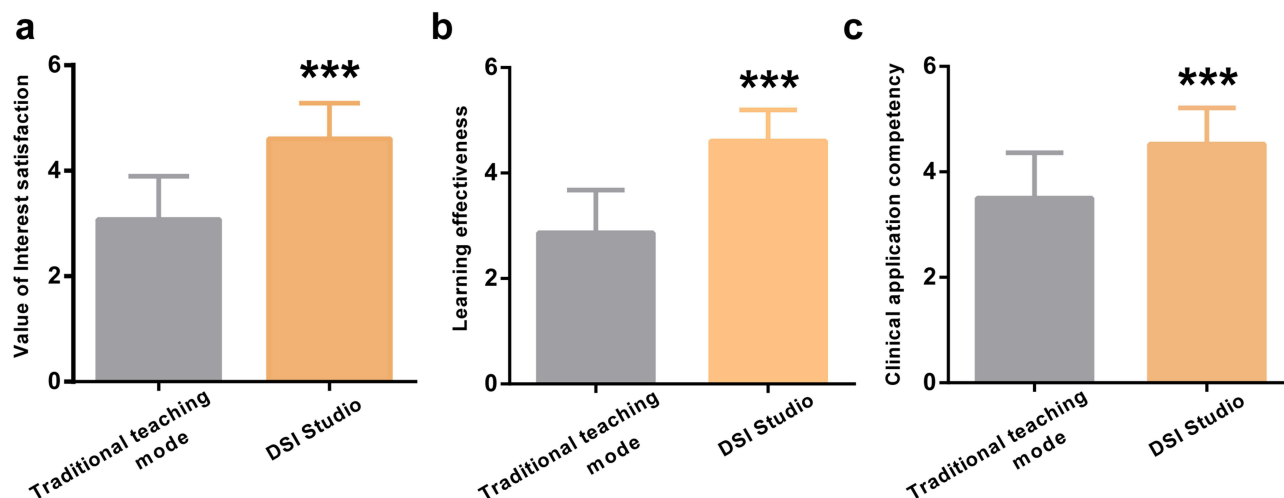 a
Value of Interest satisfaction
6
4
2
0
***
Traditional teaching
mode
DSI Studio
b
Learning effectiveness
6
4
2
0
***
Traditional teaching
mode
DSI Studio
c
Clinical application competency
6
4
2
0
***
Traditional teaching
mode
DSI Studio